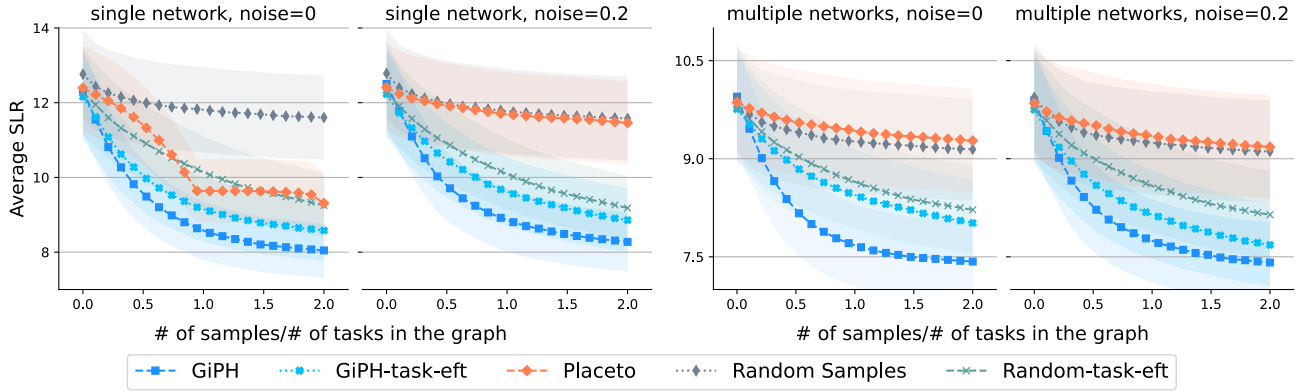 single network, noise=0
single network, noise=0.2
multiple networks, noise=0
multiple networks, noise=0.2
Average SLR
14
12
10
8
10.5
9.0
7.5
0.0 0.5 1.0 1.5 2.0
0.0 0.5 1.0 1.5 2.0
0.0 0.5 1.0 1.5 2.0
0.0 0.5 1.0 1.5 2.0
# of samples/# of tasks in the graph
# of samples/# of tasks in the graph
GiPH GiPH-task-eft Placeto Random Samples Random-task-eft